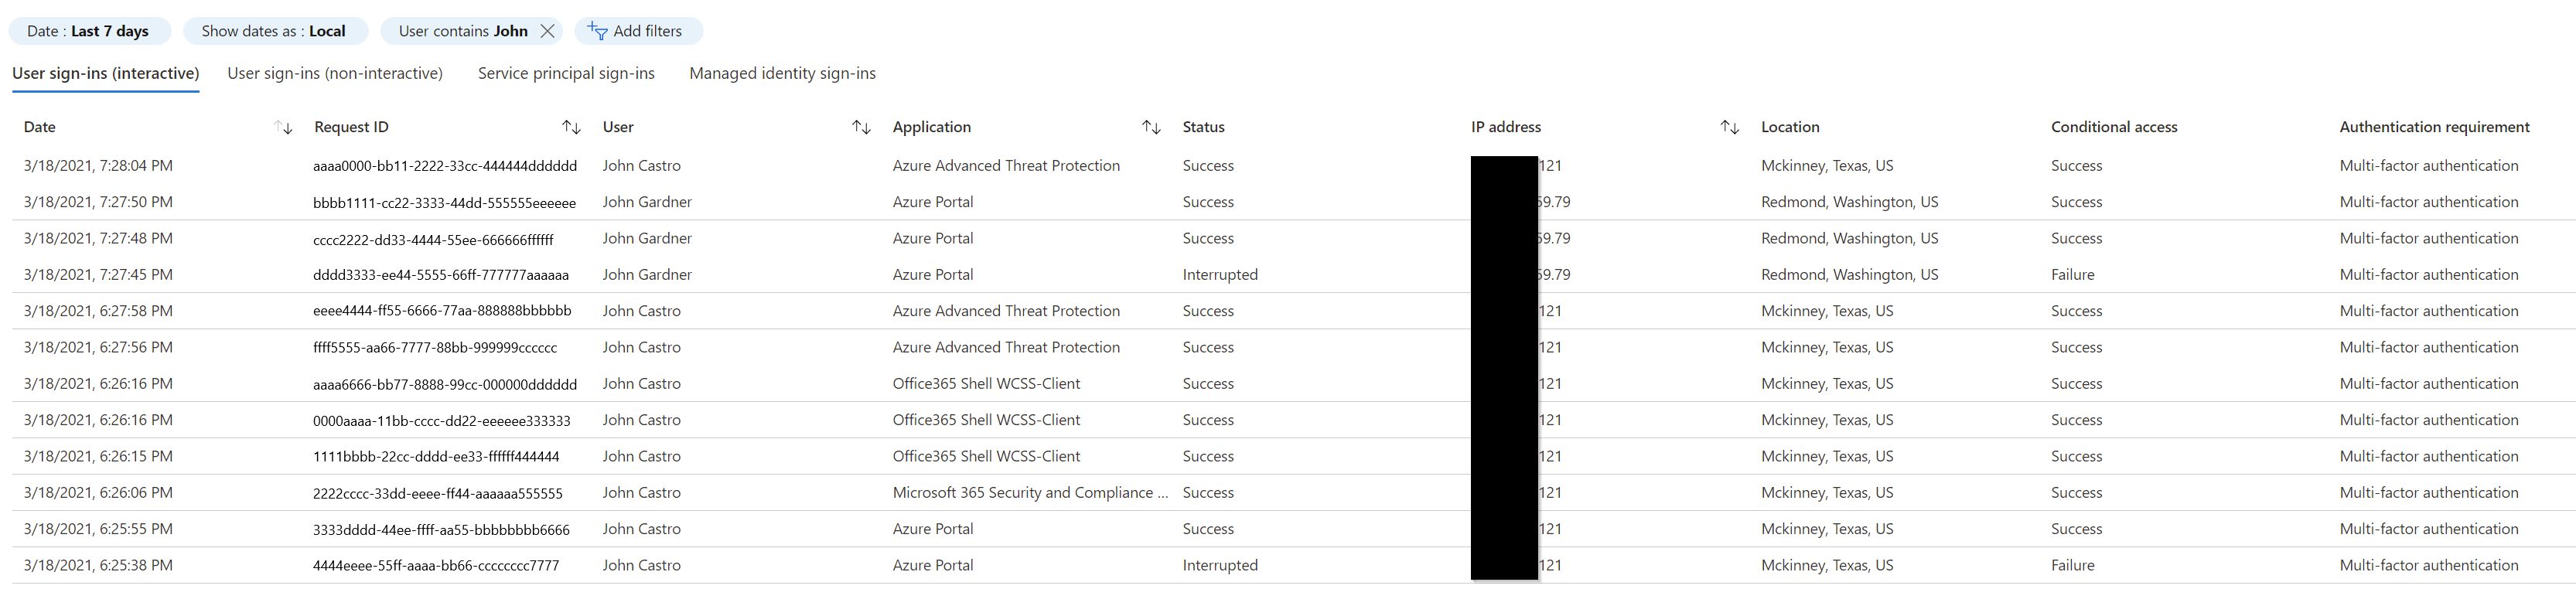 Date : Last 7 days Show dates as : Local User contains John Add filters
User sign-ins (interactive) User sign-ins (non-interactive) Service principal sign-ins Managed identity sign-ins
Date Request ID User Application Status IP address Location Conditional access Authentication requirement
3/18/2021, 7:28:04 PM aaaa0000-bb11-2222-33cc-444444dddddd John Castro Azure Advanced Threat Protection Success 121 Mckinney, Texas, US Success Multi-factor authentication
3/18/2021, 7:27:50 PM bbbb1111-cc22-3333-44dd-555555eeeeee John Gardner Azure Portal Success 59.79 Redmond, Washington, US Success Multi-factor authentication
3/18/2021, 7:27:48 PM cccc2222-dd33-4444-55ee-666666ffffff John Gardner Azure Portal Success 59.79 Redmond, Washington, US Success Multi-factor authentication
3/18/2021, 7:27:45 PM dddd3333-ee44-5555-66ff-777777aaaaaa John Gardner Azure Portal Interrupted 59.79 Redmond, Washington, US Failure Multi-factor authentication
3/18/2021, 6:27:58 PM eeee4444-ff55-6666-77aa-888888bbbbbb John Castro Azure Advanced Threat Protection Success 121 Mckinney, Texas, US Success Multi-factor authentication
3/18/2021, 6:27:56 PM ffff5555-aa66-7777-88bb-999999cccccc John Castro Azure Advanced Threat Protection Success 121 Mckinney, Texas, US Success Multi-factor authentication
3/18/2021, 6:26:16 PM aaaa6666-bb77-8888-99cc-000000dddddd John Castro Office365 Shell WCSS-Client Success 121 Mckinney, Texas, US Success Multi-factor authentication
3/18/2021, 6:26:16 PM 0000aaaa-11bb-cccc-dd22-eeeeee333333 John Castro Office365 Shell WCSS-Client Success 121 Mckinney, Texas, US Success Multi-factor authentication
3/18/2021, 6:26:15 PM 1111bbbb-22cc-dddd-ee33-ffffff444444 John Castro Office365 Shell WCSS-Client Success 121 Mckinney, Texas, US Success Multi-factor authentication
3/18/2021, 6:26:06 PM 2222cccc-33dd-eeee-ff44-aaaaaa555555 John Castro Microsoft 365 Security and Compliance ... Success 121 Mckinney, Texas, US Success Multi-factor authentication
3/18/2021, 6:25:55 PM 3333dddd-44ee-ffff-aa55-bbbbbbbb6666 John Castro Azure Portal Success 121 Mckinney, Texas, US Success Multi-factor authentication
3/18/2021, 6:25:38 PM 4444eeee-55ff-aaaa-bb66-cccccccc7777 John Castro Azure Portal Interrupted 121 Mckinney, Texas, US Failure Multi-factor authentication